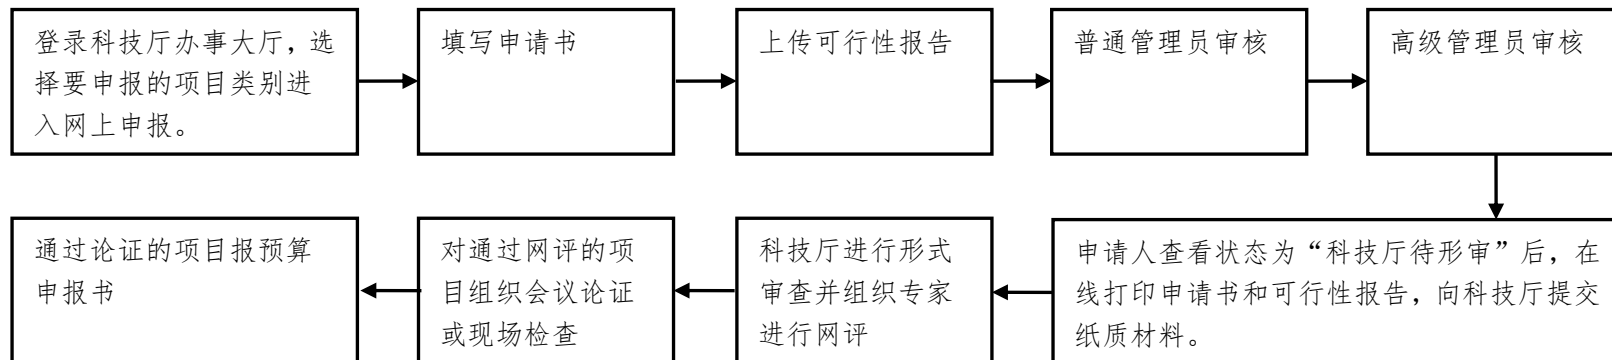 登录科技厅办事大厅，选
择要申报的项目类别进
入网上申报。
填写申请书
上传可行性报告
普通管理员审核
高级管理员审核
申请人查看状态为“科技厅待形审”后，在
线打印申请书和可行性报告，向科技厅提交
纸质材料。
科技厅进行形式
审查并组织专家
进行网评
对通过网评的项
目组织会议论证
或现场检查
通过论证的项目报预算
申报书